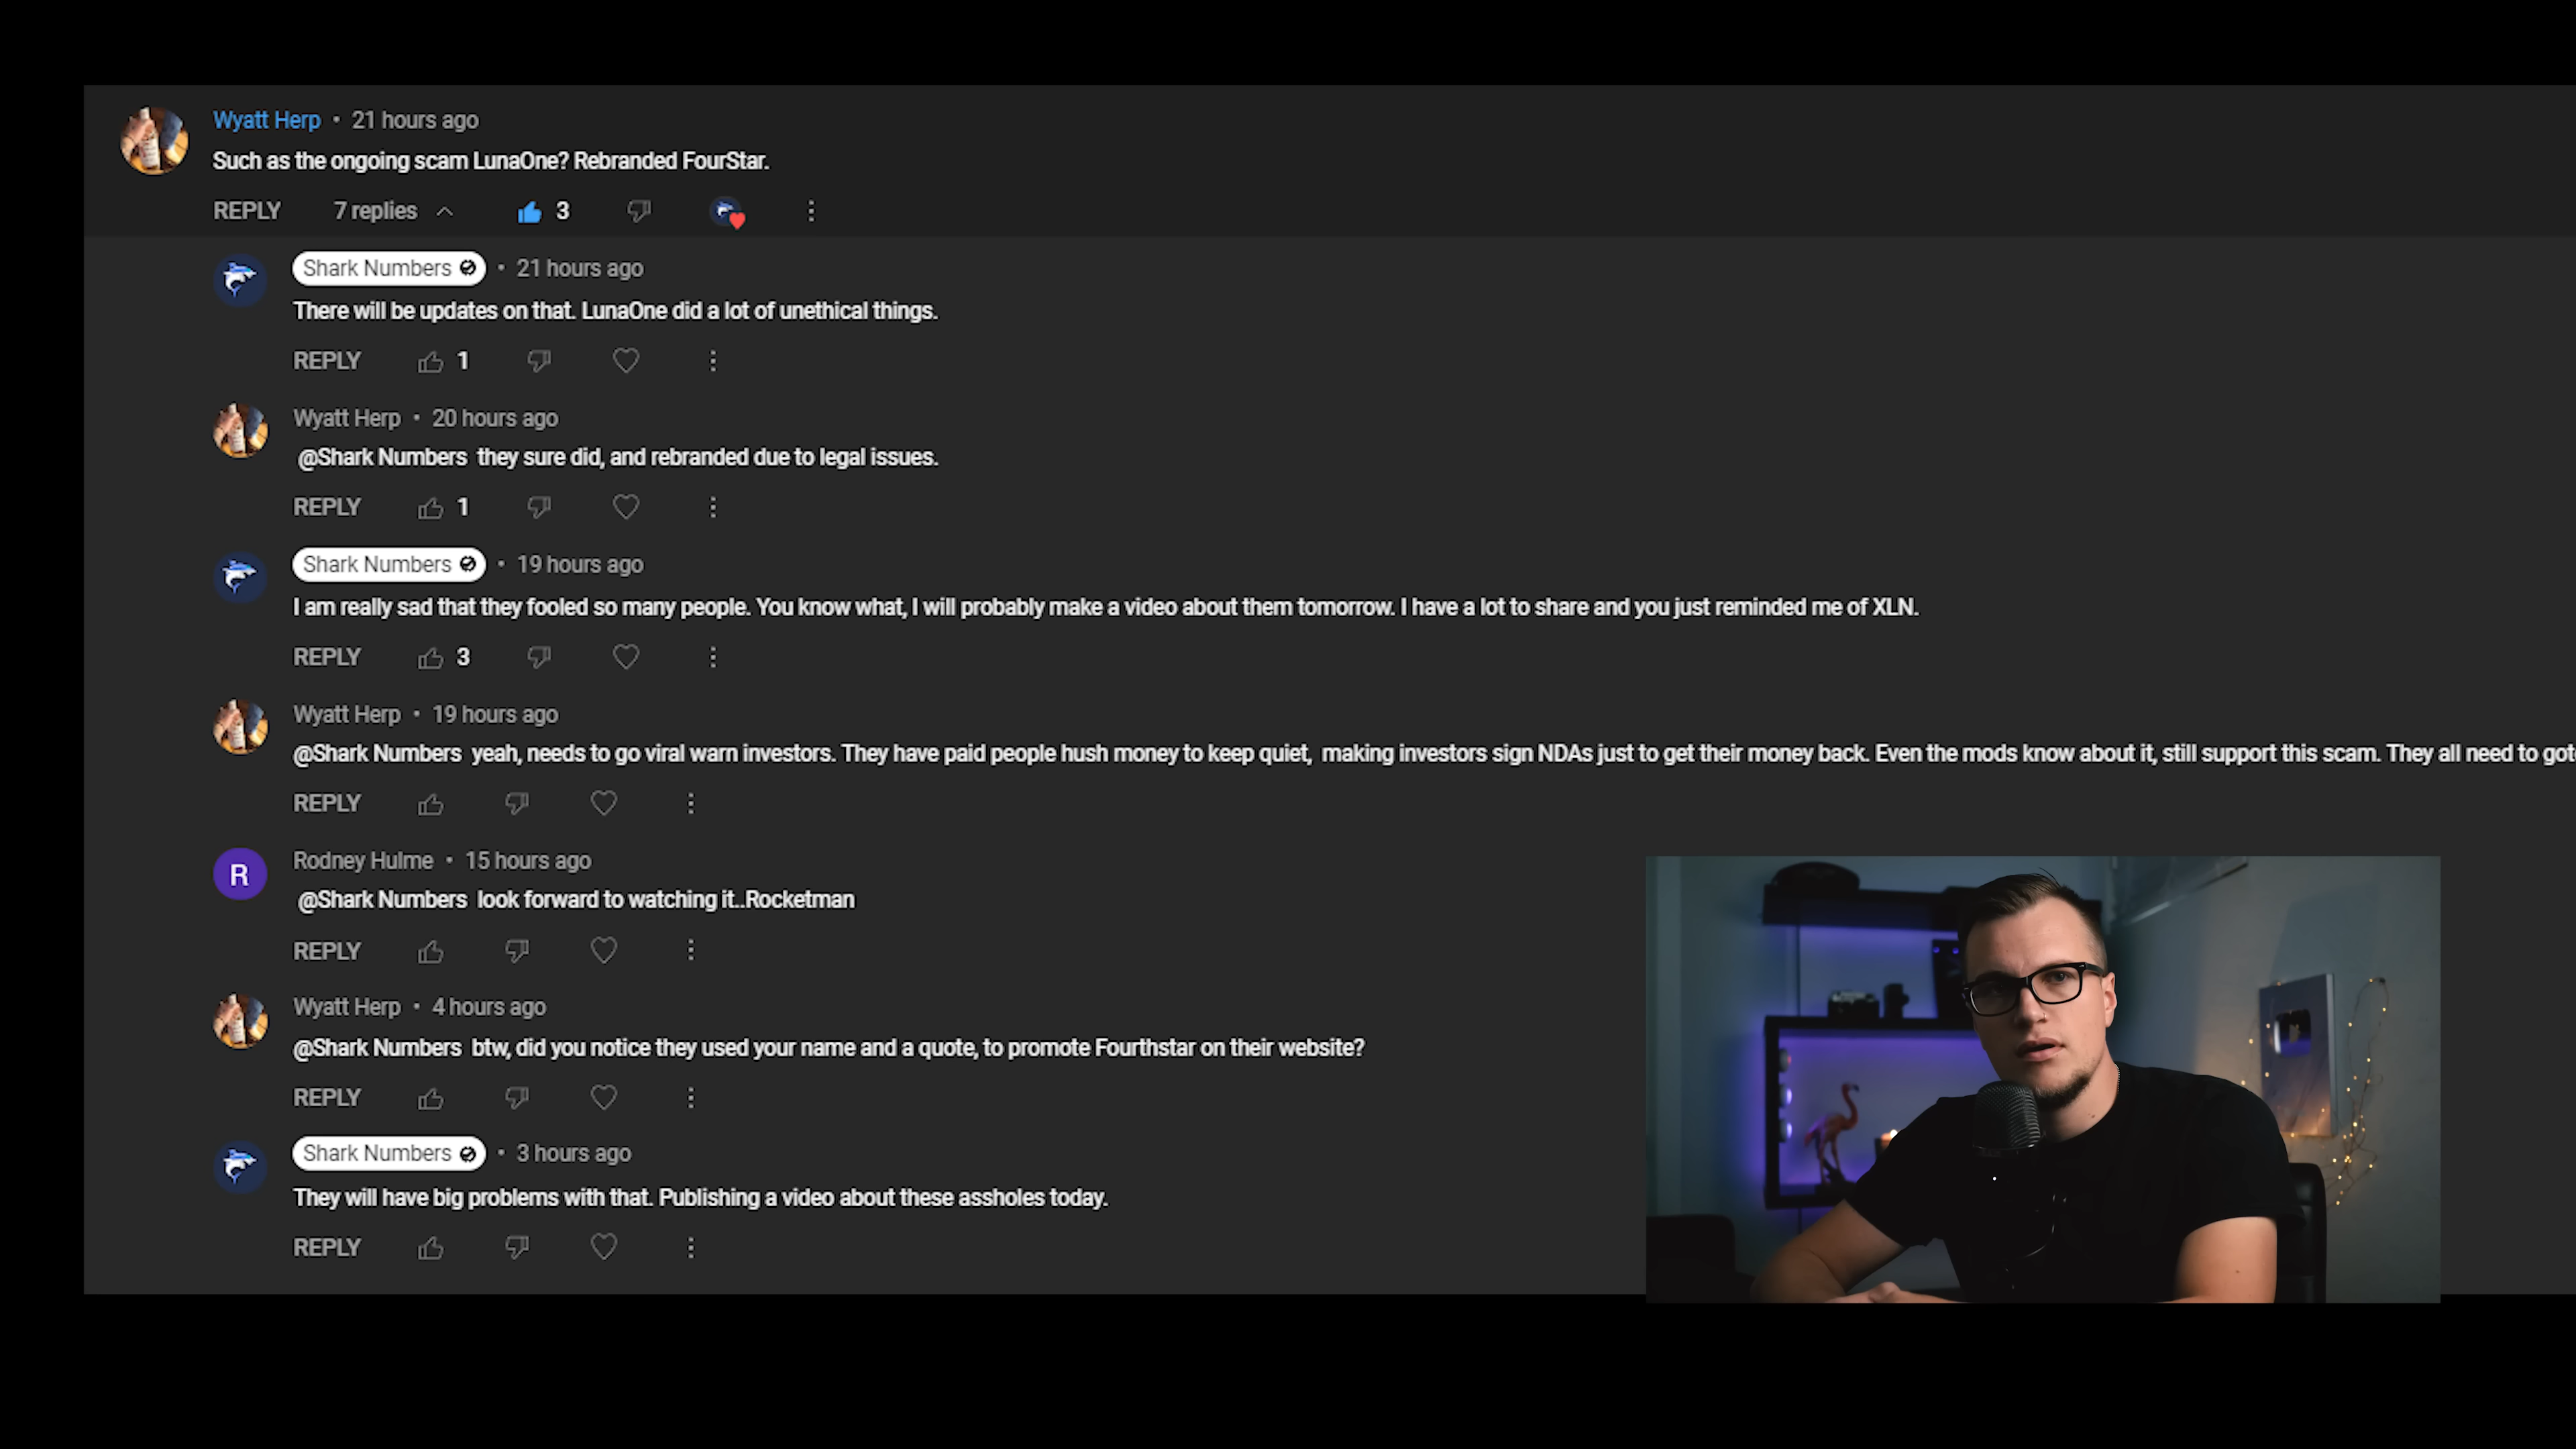 Wyatt Herp • 21 hours ago
Such as the ongoing scam LunaOne? Rebranded FourStar.
REPLY 7 replies 3
Shark Numbers • 21 hours ago
There will be updates on that. LunaOne did a lot of unethical things.
REPLY 1
Wyatt Herp • 20 hours ago
@Shark Numbers they sure did, and rebranded due to legal issues.
REPLY 1
Shark Numbers • 19 hours ago
I am really sad that they fooled so many people. You know what, I will probably make a video about them tomorrow. I have a lot to share and you just reminded me of XLN.
REPLY 3
Wyatt Herp • 19 hours ago
@Shark Numbers yeah, needs to go viral warn investors. They have paid people hush money to keep quiet, making investors sign NDAs just to get their money back. Even the mods know about it, still support this scam. They all need to got
REPLY
R
Rodney Hulme • 15 hours ago
@Shark Numbers look forward to watching it..Rocketman
REPLY
Wyatt Herp • 4 hours ago
@Shark Numbers btw, did you notice they used your name and a quote, to promote Fourthstar on their website?
REPLY
Shark Numbers • 3 hours ago
They will have big problems with that. Publishing a video about these assholes today.
REPLY